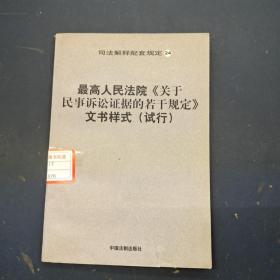 司法解释配套规定24
最高人民法院《关于
民事诉讼证据的若干规定》
文书样式（试行）
中国法制出版社